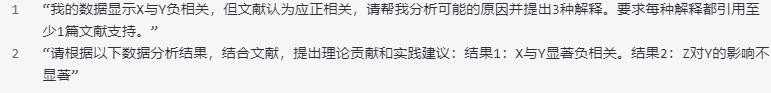 1 “我的数据显示X与Y负相关，但文献认为应正相关，请帮我分析可能的原因并提出3种解释。要求每种解释都引用至
少1篇文献支持。”
2 “请根据以下数据分析结果，结合文献，提出理论贡献和实践建议：结果1：X与Y显著负相关。结果2：Z对Y的影响不
显著”